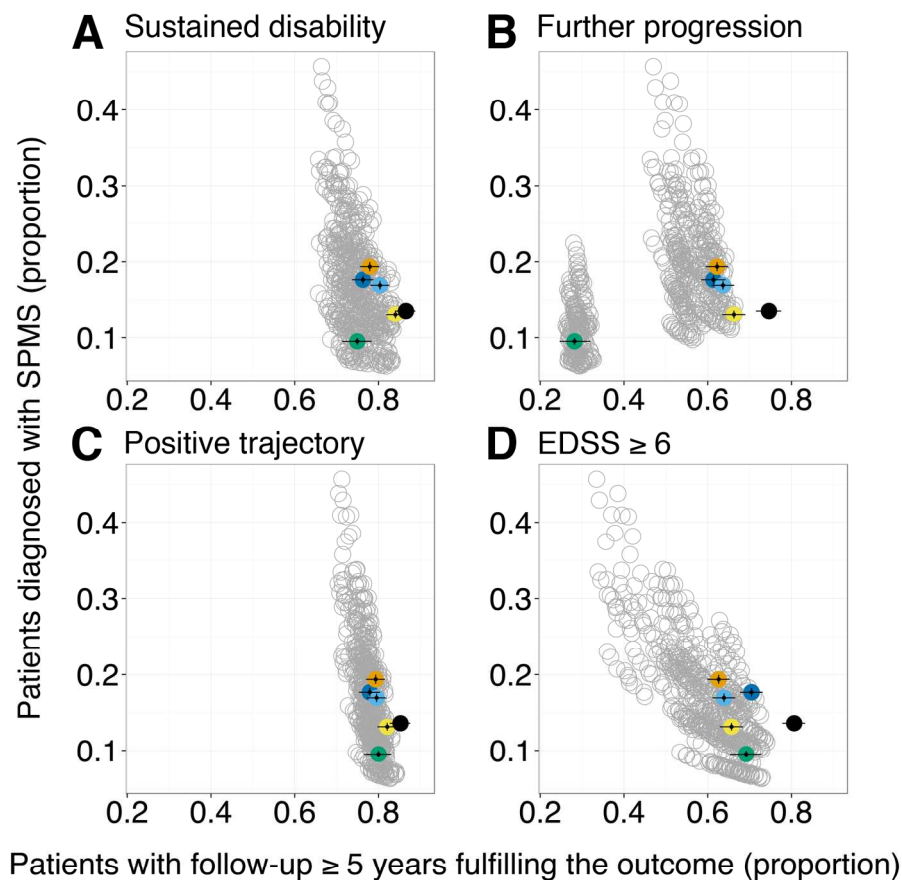 A Sustained disability
B Further progression
0.4
0.3
0.2
0.1
0.2 0.4 0.6 0.8
0.4
0.3
0.2
0.1
0.2 0.4 0.6 0.8
C Positive trajectory
D EDSS ≥ 6
0.4
0.3
0.2
0.1
0.2 0.4 0.6 0.8
0.4
0.3
0.2
0.1
0.2 0.4 0.6 0.8
Patients diagnosed with SPMS (proportion)
Patients with follow-up ≥ 5 years fulfilling the outcome (proportion)